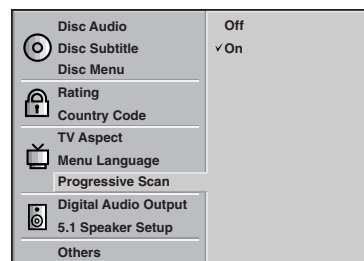 Disc Audio
Disc Subtitle
Disc Menu
Rating
Country Code
TV Aspect
Menu Language
Progressive Scan
Digital Audio Output
5.1 Speaker Setup
Others
Off
✓On